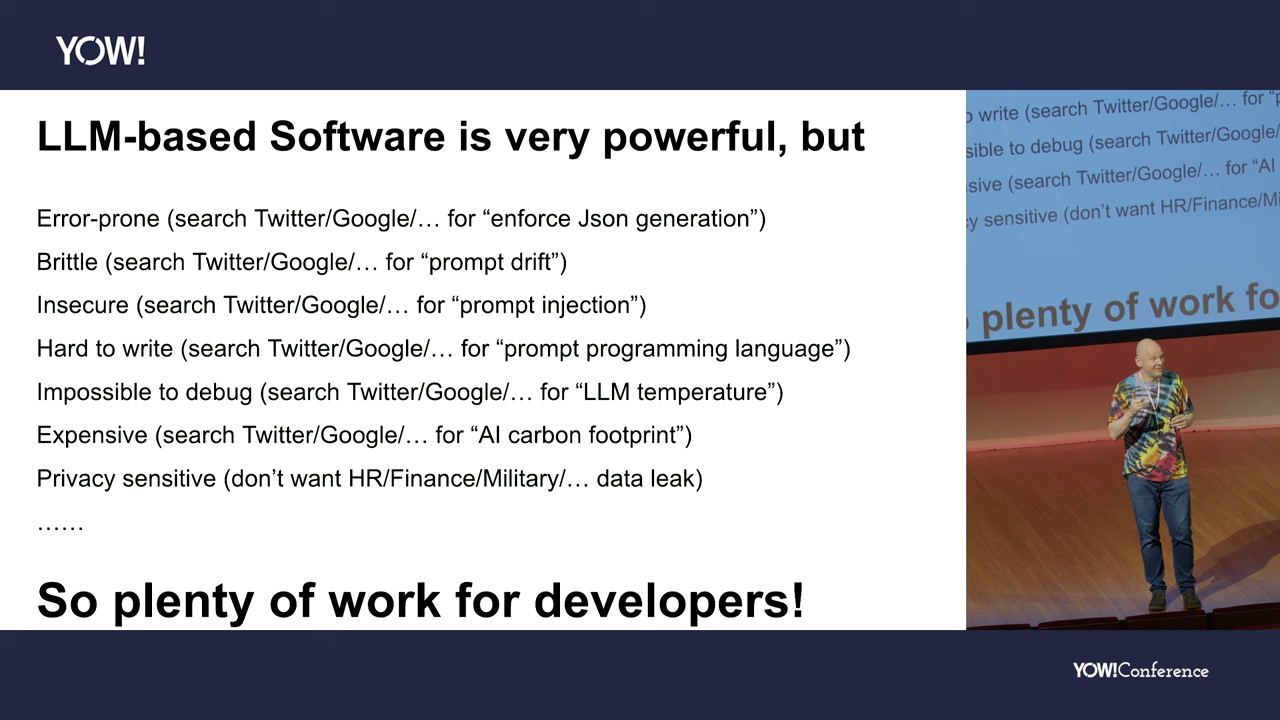 YOW!
LLM-based Software is very powerful, but
Error-prone (search Twitter/Google/… for “enforce Json generation”)
Brittle (search Twitter/Google/… for “prompt drift”)
Insecure (search Twitter/Google/… for “prompt injection”)
Hard to write (search Twitter/Google/… for “prompt programming language”)
Impossible to debug (search Twitter/Google/… for “LLM temperature”)
Expensive (search Twitter/Google/… for “AI carbon footprint”)
Privacy sensitive (don’t want HR/Finance/Military/… data leak)
……
So plenty of work for developers!
to write (search Twitter/Google/… for “p
sible to debug (search Twitter/Google/
sive (search Twitter/Google/… for “AI
cy sensitive (don’t want HR/Finance/Mi
plenty of work fo
YOW!Conference